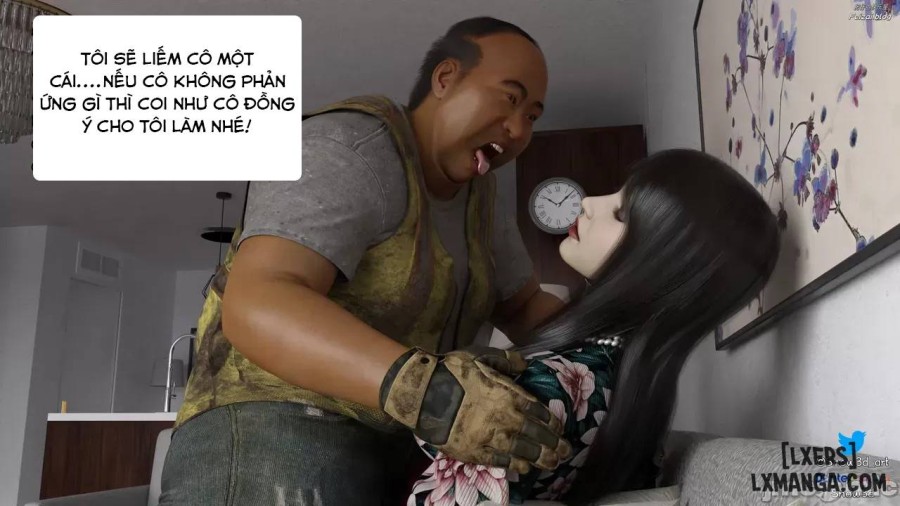 TÔI SẼ LIẾM CÔ MỘT
CÁI....NẾU CÔ KHÔNG PHẢN
ỨNG GÌ THÌ COI NHƯ CÔ ĐỒNG
Ý CHO TÔI LÀM NHÉ!
[LXERS]
LXMANGA.COM